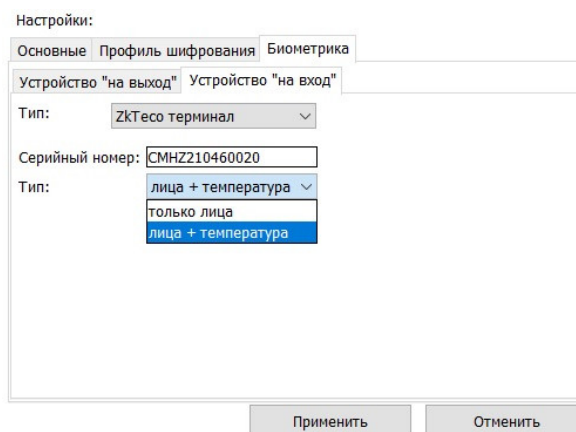 Настройки:
Основные Профиль шифрования Биометрика
Устройство "на выход" Устройство "на вход"
Тип: ZkTeco терминал
Серийный номер: CMHZ210460020
Тип: лица + температура
только лица
лица + температура
Применить Отменить